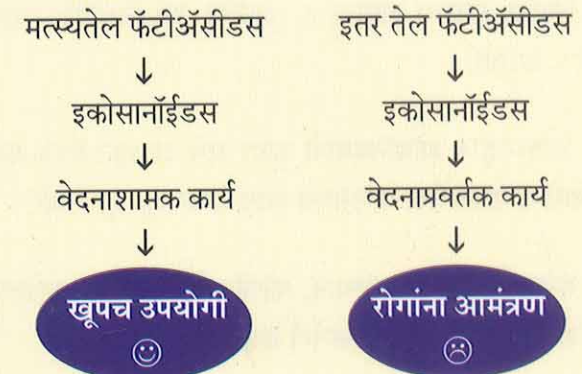 मत्स्यतेल फॅटीॲसीडस
↓
इकोसानॉईडस
↓
वेदनाशामक कार्य
↓
खूपच उपयोगी
☺
इतर तेल फॅटीॲसीडस
↓
इकोसानॉईडस
↓
वेदनाप्रवर्तक कार्य
↓
रोगांना आमंत्रण
☹